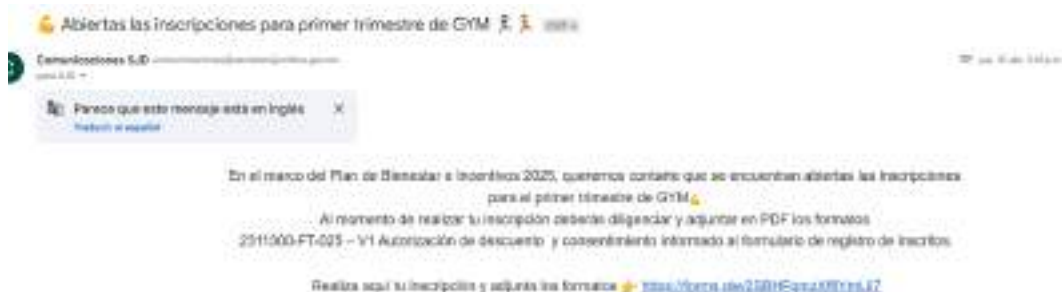 💪 Abiertas las inscripciones para primer trimestre de GYM
Comunicaciones SJD
Parece que este mensaje está en inglés
Traducir al español
En el marco del Plan de Bienestar e Incentivos 2025, queremos contarte que se encuentran abiertas las inscripciones
para el primer trimestre de GYM💪
Al momento de realizar tu inscripción deberás diligenciar y adjuntar en PDF los formatos
2311300-FT-025 – V1 Autorización de descuento y consentimiento informado al formulario de registro de inscritos.
Realiza aquí tu inscripción y adjunta los formatos 👉